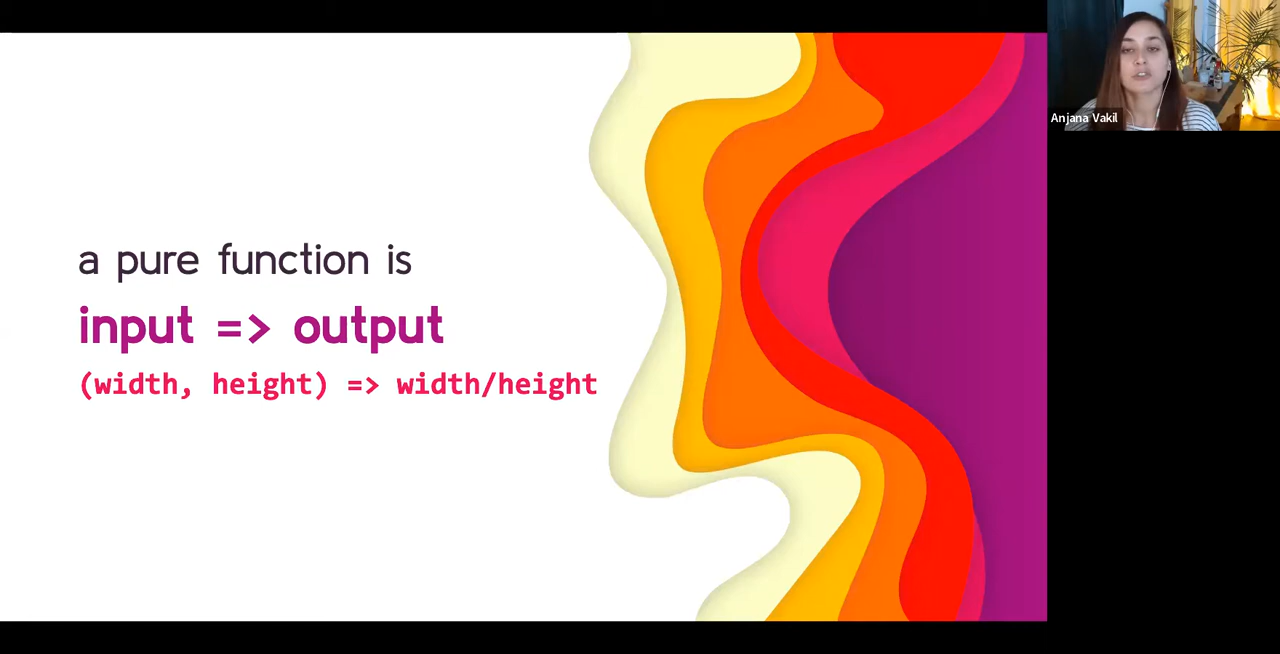 a pure function is
input => output
(width, height) => width/height
Anjana Vakil